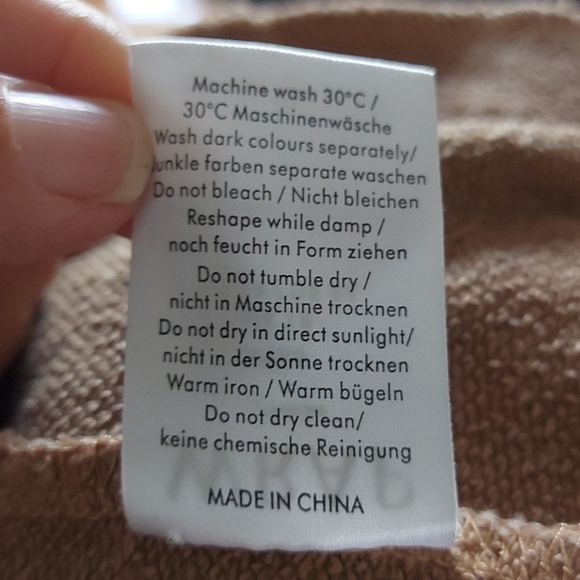 Machine wash 30°C /
30°C Maschinenwäsche
Wash dark colours separately/
unkle farben separate waschen
Do not bleach / Nicht bleichen
Reshape while damp /
noch feucht in Form ziehen
Do not tumble dry /
nicht in Maschine trocknen
Do not dry in direct sunlight/
nicht in der Sonne trocknen
Warm iron / Warm bügeln
Do not dry clean/
keine chemische Reinigung
WRAP
MADE IN CHINA